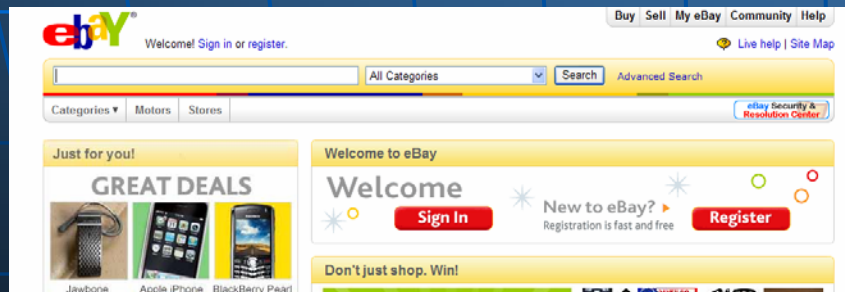 Buy Sell My eBay Community Help
ebaY®
Welcome! Sign in or register.
Live help | Site Map
All Categories
Search
Advanced Search
Categories ▾ Motors Stores
eBay Security &
Resolution Center
Just for you!
GREAT DEALS
Jawbone Apple iPhone BlackBerry Pearl
Welcome to eBay
Welcome
Sign In
New to eBay? ▸
Registration is fast and free
Register
Don't just shop. Win!